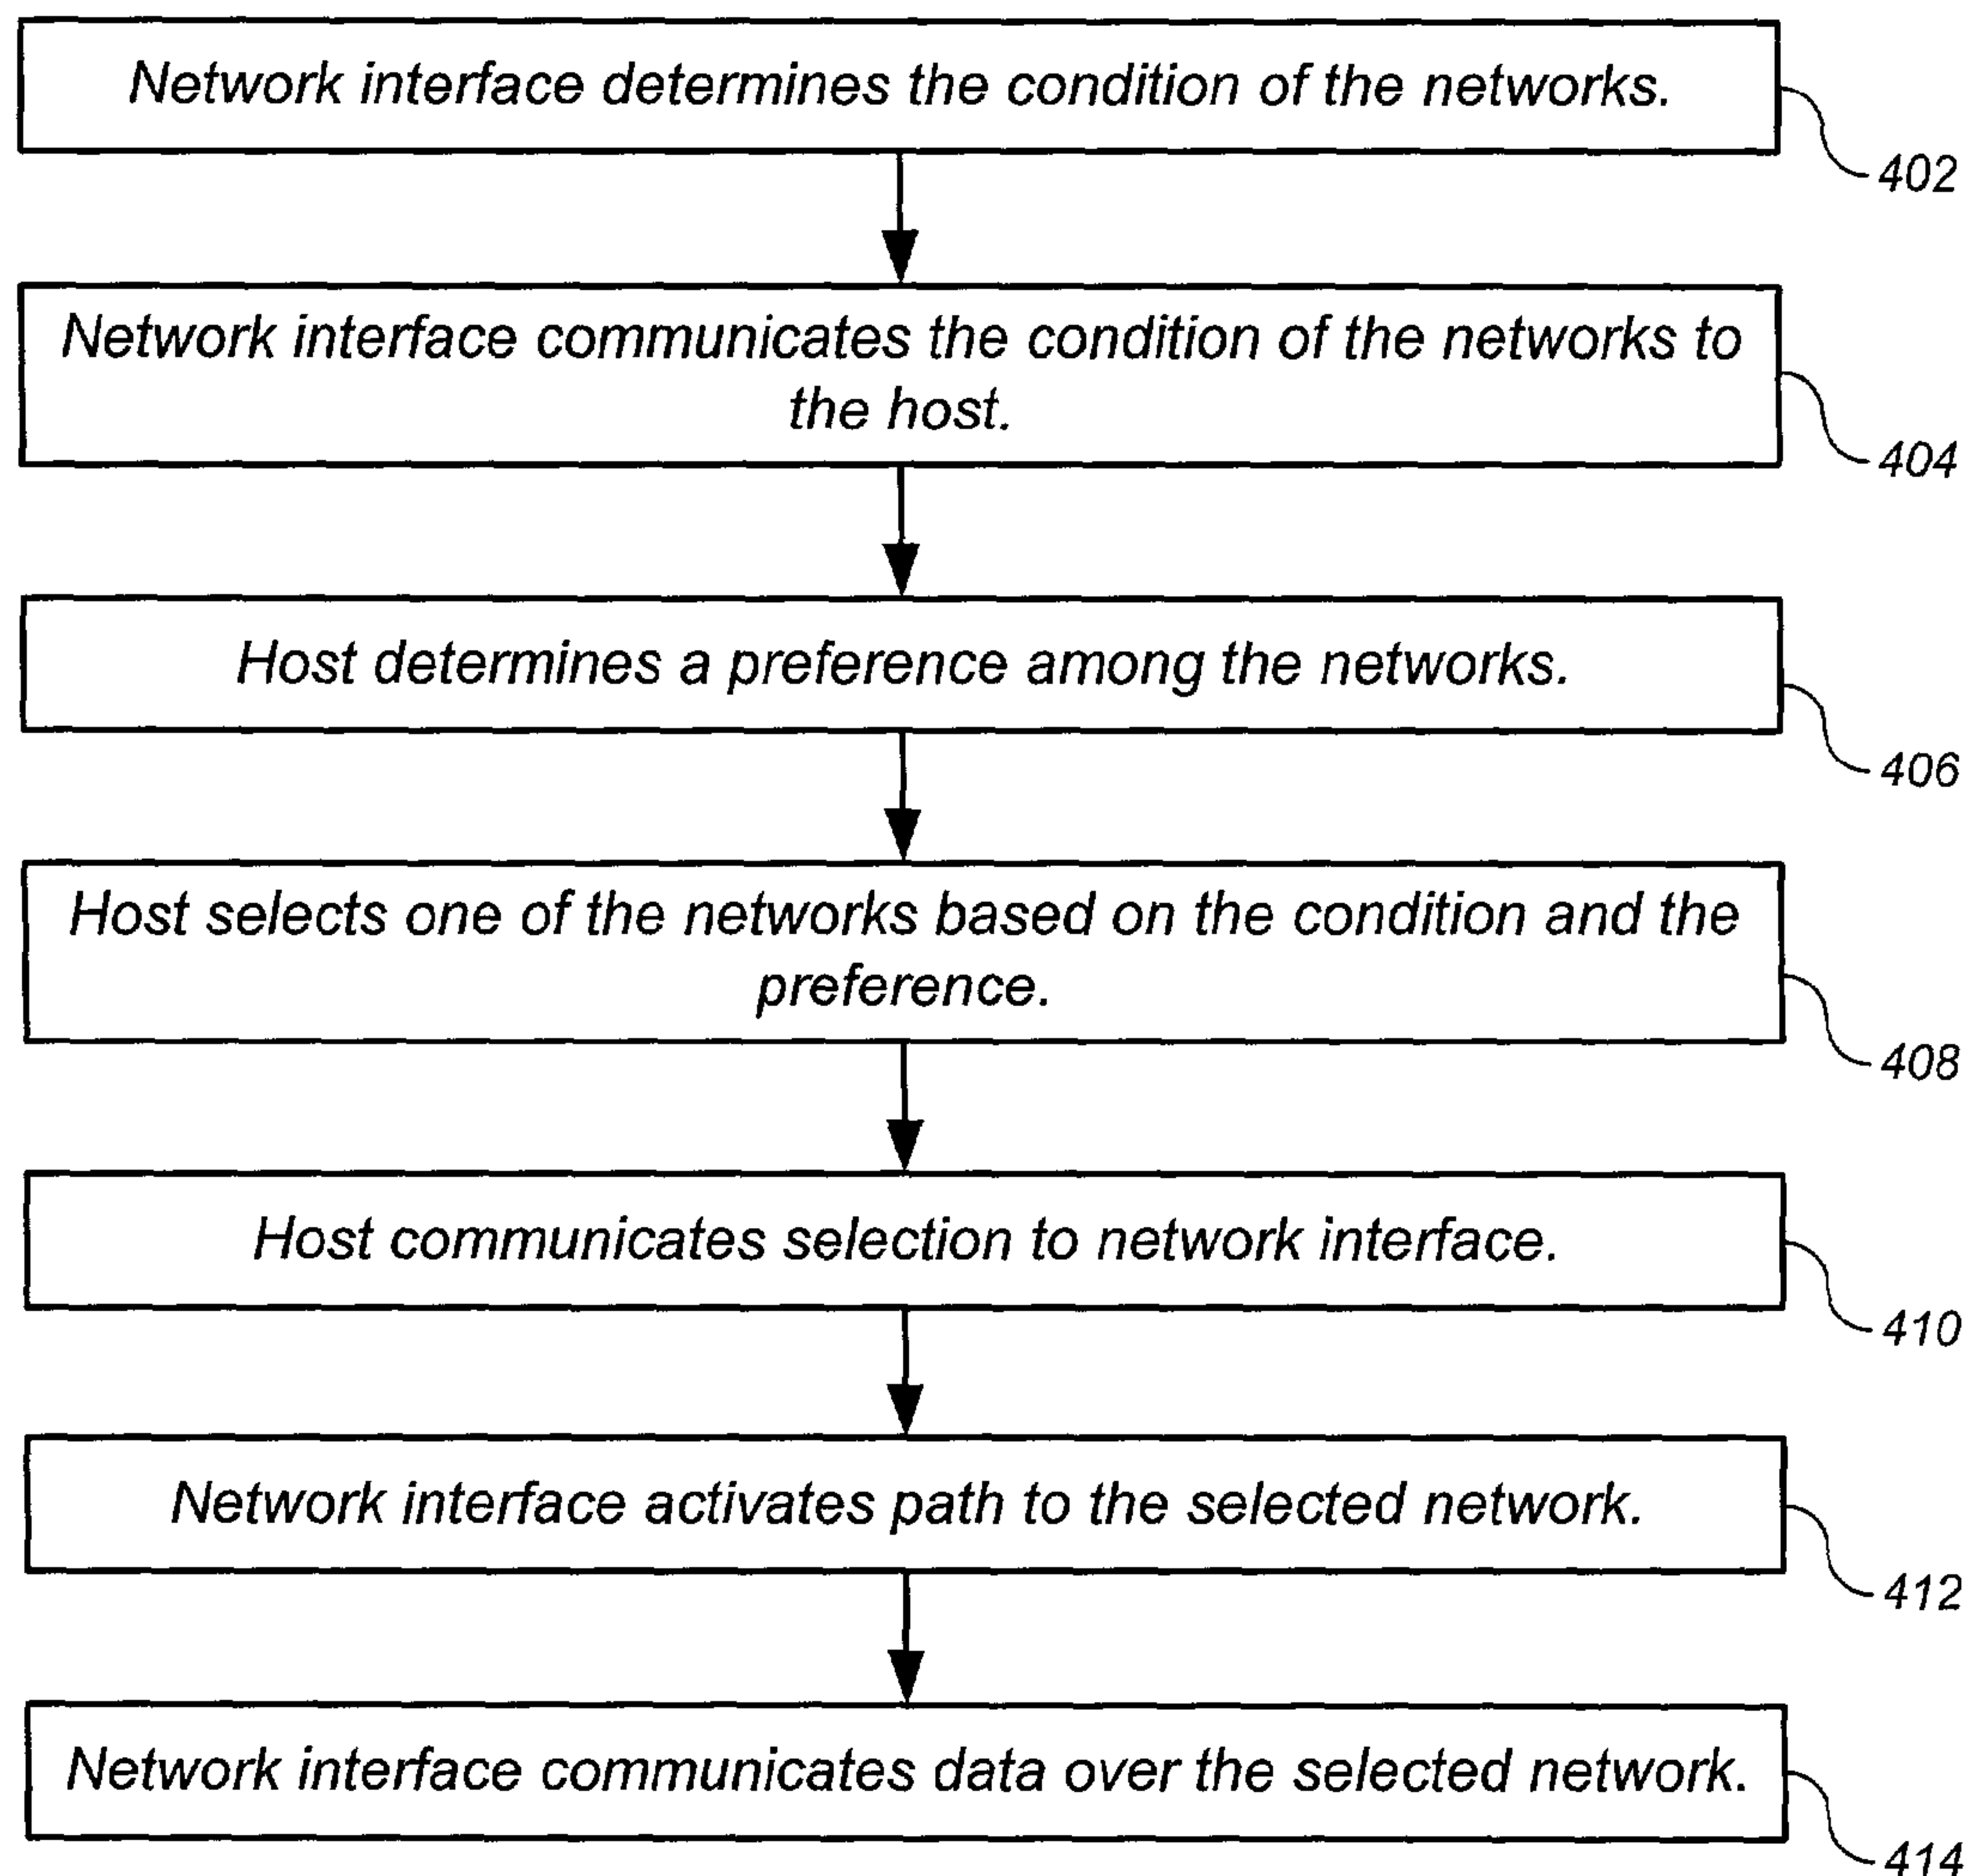 Network interface determines the condition of the networks.
402
Network interface communicates the condition of the networks to
the host.
404
Host determines a preference among the networks.
406
Host selects one of the networks based on the condition and the
preference.
408
Host communicates selection to network interface.
410
Network interface activates path to the selected network.
412
Network interface communicates data over the selected network.
414